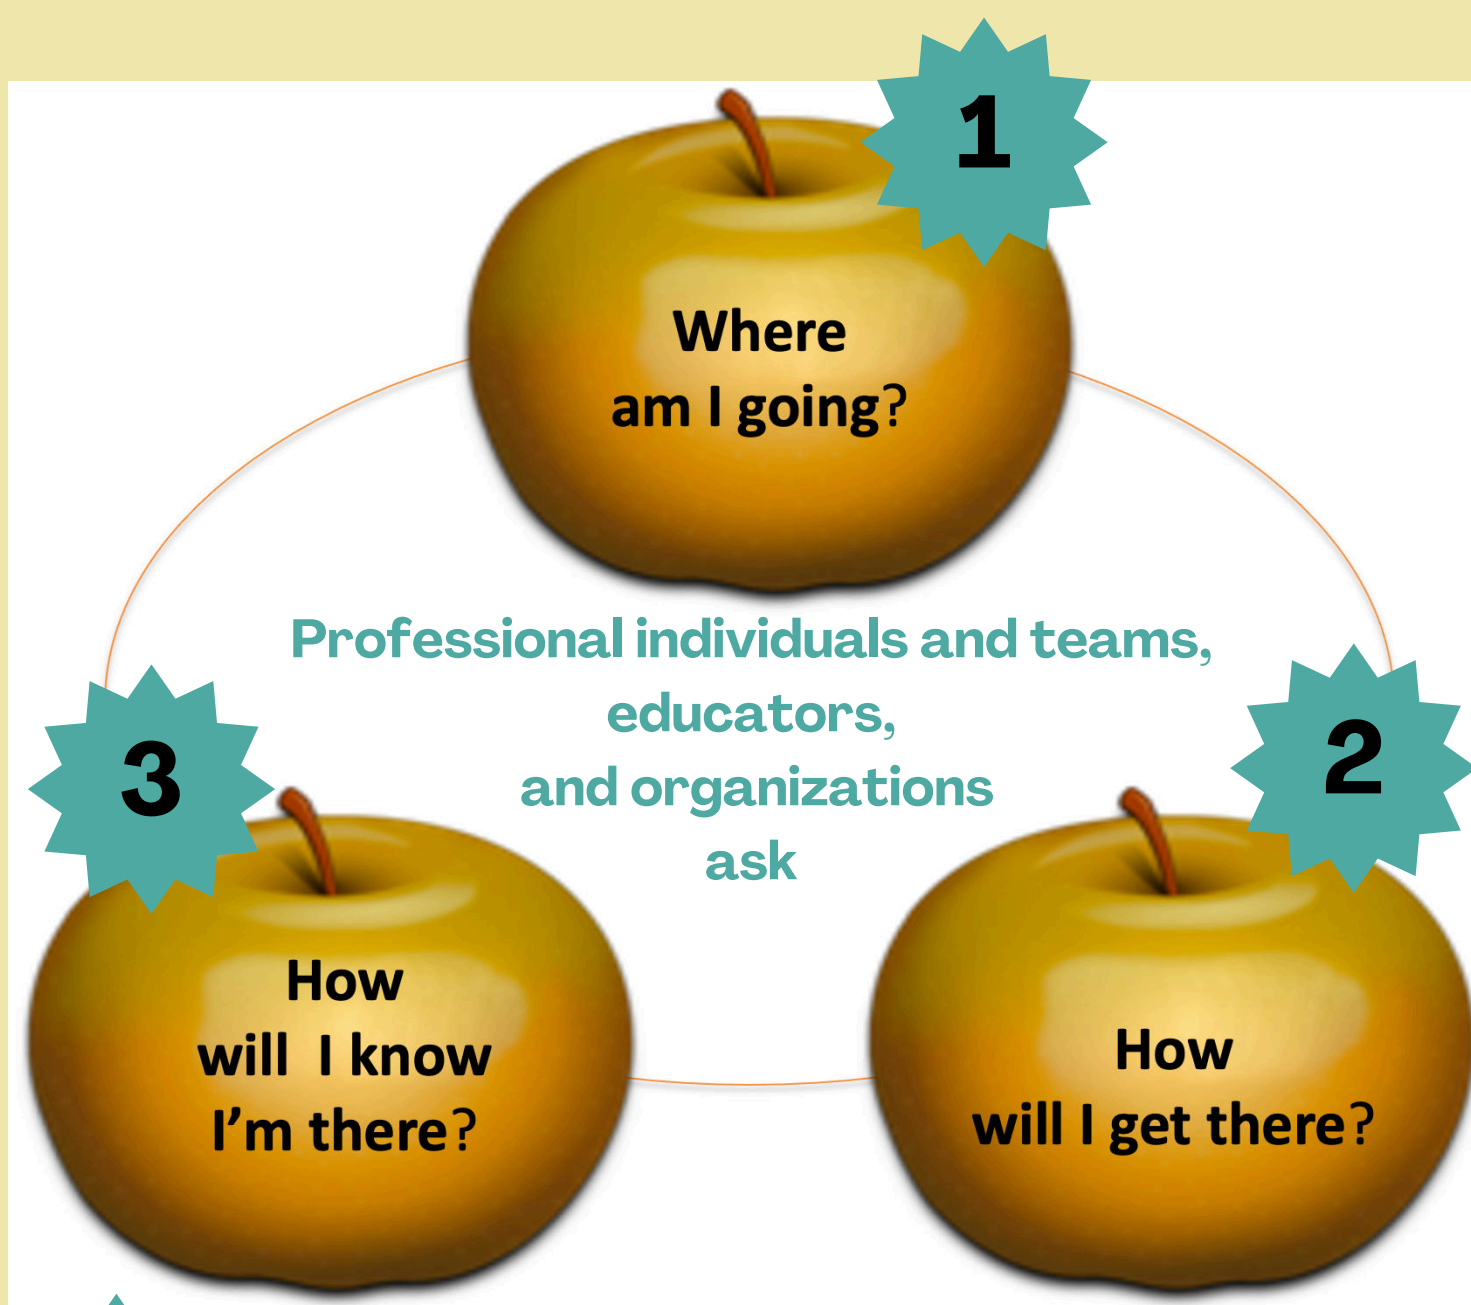 1
Where
am I going?
Professional individuals and teams,
educators,
and organizations
ask
2
How
will I get there?
3
How
will  I know
I’m there?